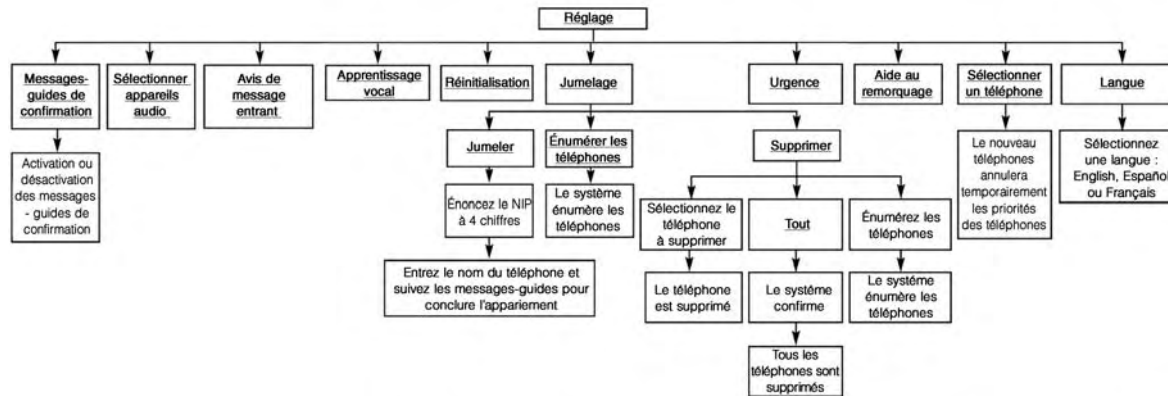 Réglage
Messages-
guides de
confirmation
Sélectionner
appareils
audio
Avis de
message
entrant
Apprentissage
vocal
Réinitialisation
Jumelage
Urgence
Aide au
remorquage
Sélectionner
un téléphone
Langue
Activation ou
désactivation
des messages
- guides de
confirmation
Jumeler
Énumérer les
téléphones
Supprimer
Le nouveau
téléphones
annulera
temporairement
les priorités
des téléphones
Sélectionnez
une langue :
English, Español
ou Français
Énoncez le NIP
à 4 chiffres
Le système
énumère les
téléphones
Sélectionnez le
téléphone
à supprimer
Tout
Énumérez les
téléphones
Entrez le nom du téléphone et
suivez les messages-guides pour
conclure l'appariement
Le téléphone
est supprimé
Le système
confirme
Le système
énumère les
téléphones
Tous les
téléphones sont
supprimés